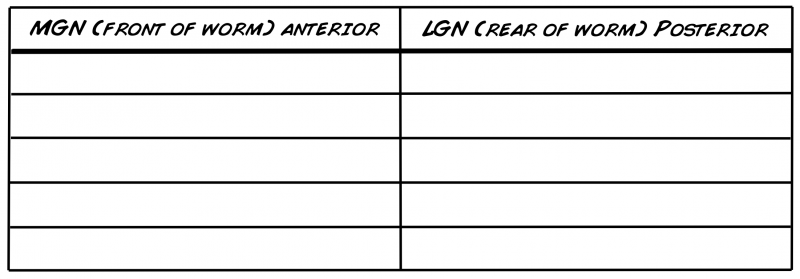 MGN (FRONT OF WORM) ANTERIOR
LGN (REAR OF WORM) POSTERIOR